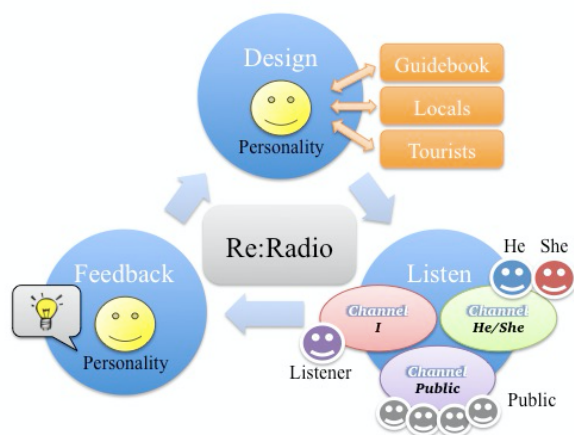 Design
Personality
Guidebook
Locals
Tourists
Re:Radio
Feedback
Personality
Listen
He
She
Channel
I
Channel
He/She
Channel
Public
Listener
Public